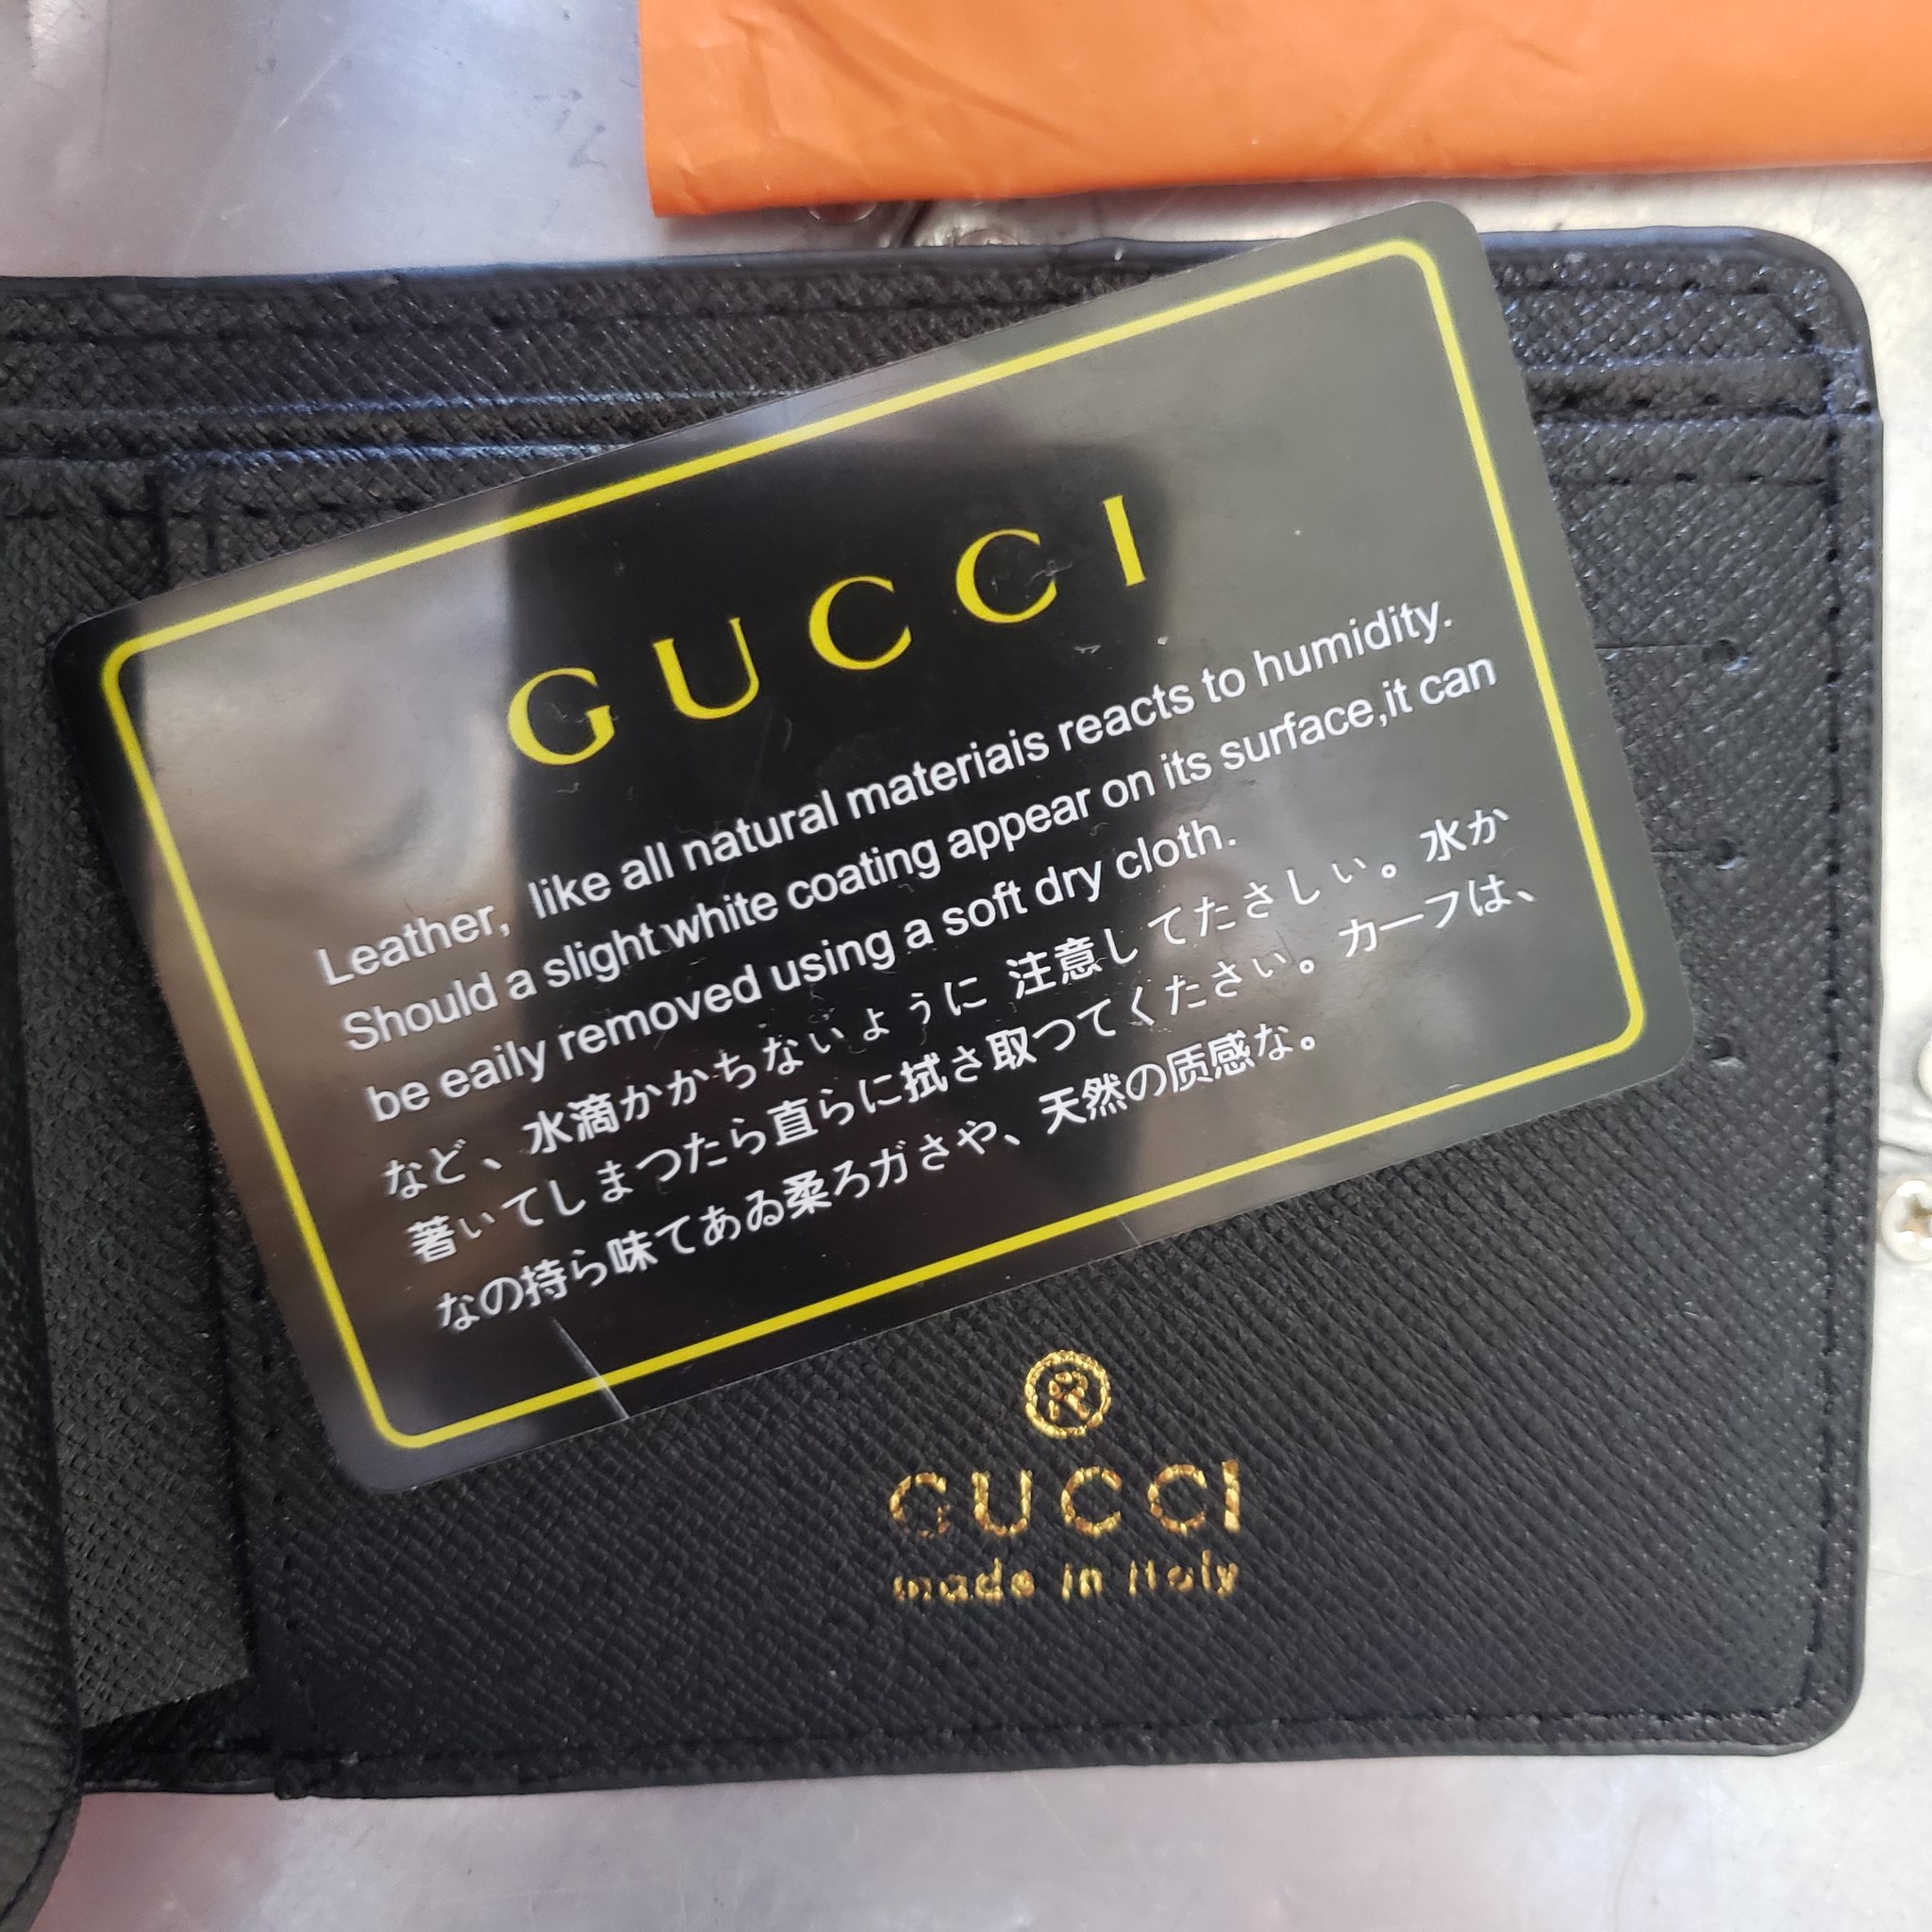 GUCCI
Leather, like all natural materiais reacts to humidity.
Should a slight white coating appear on its surface,it can
be eaily removed using a soft dry cloth.
など、水滴かかちないょぅに 注意してたさしぃ。水か
著ぃてしまつたら直らに拭さ取つてくたさぃ。カーフは、
なの持ら味てあゐ柔ろガさや、天然の质感な。
®
GUCCI
made in italy